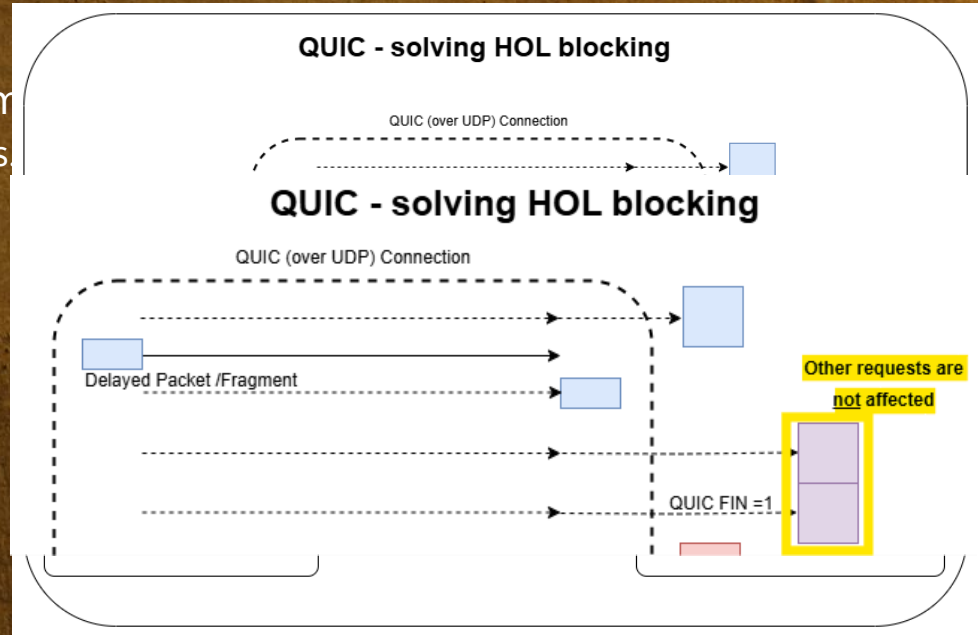 QUIC - solving HOL blocking
QUIC (over UDP) Connection
QUIC - solving HOL blocking
QUIC (over UDP) Connection
Delayed Packet /Fragment
Other requests are
not affected
QUIC FIN =1